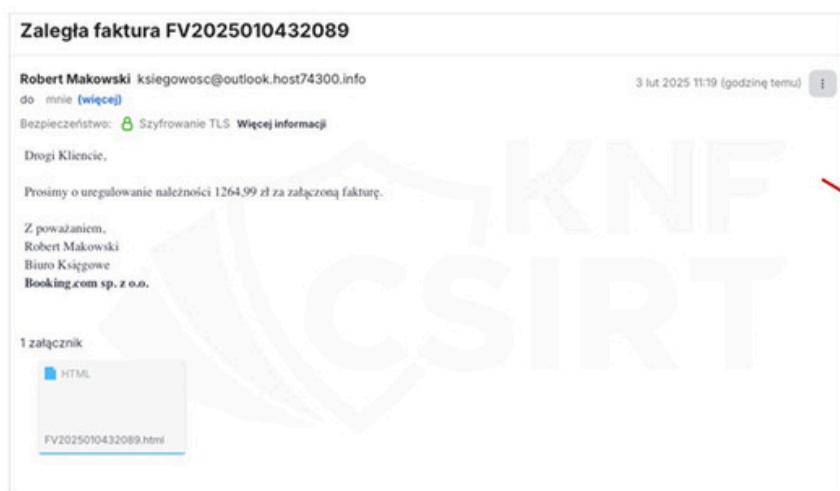 Zaległa faktura FV2025010432089
Robert Makowski ksiegowosc@outlook.host74300.info
3 lut 2025 11:19 (godzinę temu)
do mnie (więcej)
Bezpieczeństwo: Szyfrowanie TLS Więcej informacji
Drogi Kliencie,
Prosimy o uregulowanie należności 1264,99 zł za załączoną fakturę.
Z poważaniem,
Robert Makowski
Biuro Księgowe
Booking.com sp. z o.o.
1 załącznik
HTML
FV2025010432089.html
KNF
CSIRT